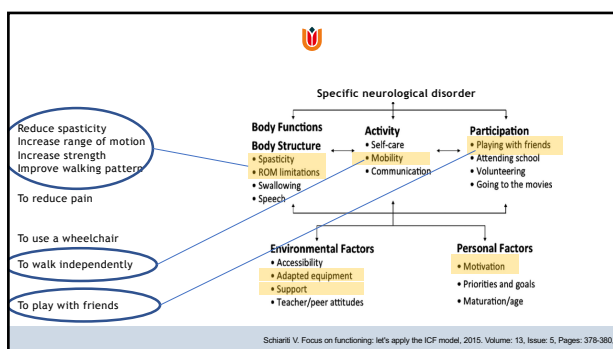 Specific neurological disorder
Reduce spasticity
Increase range of motion
Increase strength
Improve walking pattern
To reduce pain
To use a wheelchair
To walk independently
To play with friends
Body Functions
Body Structure
• Spasticity
• ROM limitations
• Swallowing
• Speech
Activity
• Self-care
• Mobility
• Communication
Participation
• Playing with friends
• Attending school
• Volunteering
• Going to the movies
Environmental Factors
• Accessibility
• Adapted equipment
• Support
• Teacher/peer attitudes
Personal Factors
• Motivation
• Priorities and goals
• Maturation/age
Schiariti V. Focus on functioning: let's apply the ICF model, 2015. Volume: 13, Issue: 5, Pages: 378-380.